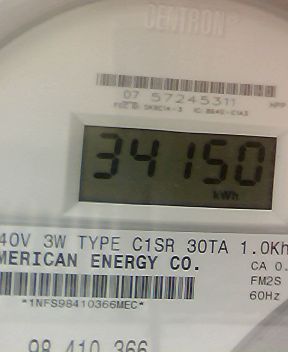 CENTRON®
07 57245311
34150
kWh
40V 3W TYPE C1SR 30TA 1.0Kh
MERICAN ENERGY CO.
CA 0.
FM2S
*1NFS98410366MEC*
60Hz
98 410 366